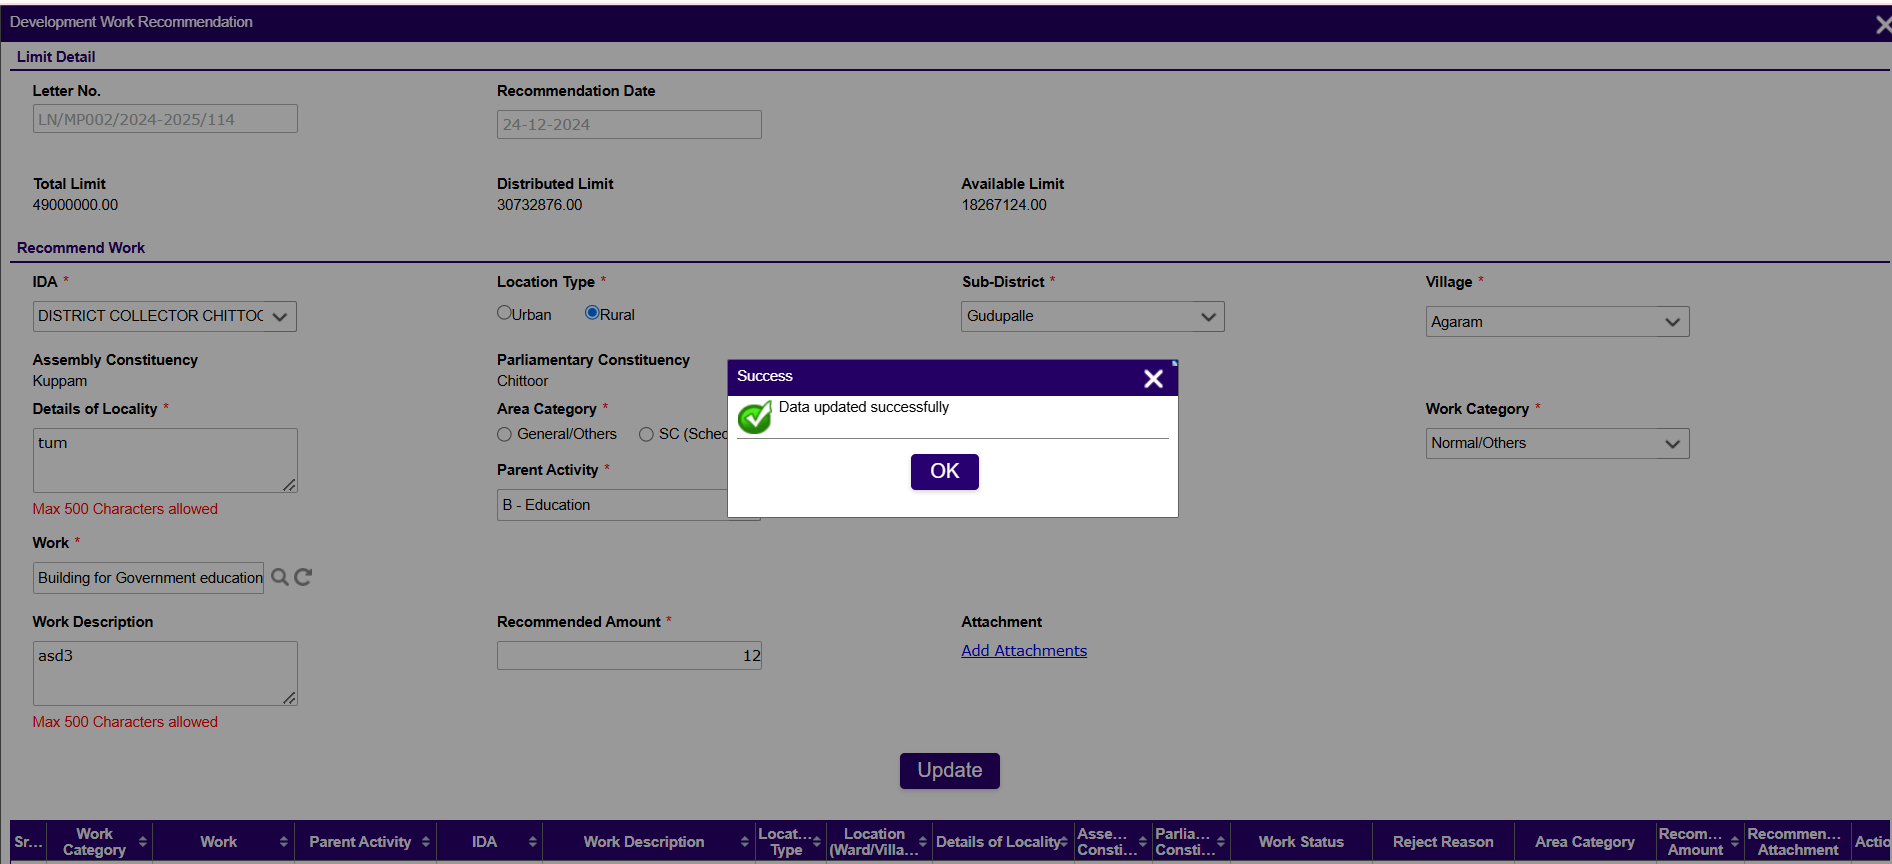 Development Work Recommendation
Limit Detail
Letter No.
Recommendation Date
LN/MP002/2024-2025/114
24-12-2024
Total Limit
Distributed Limit
Available Limit
49000000.00
30732876.00
18267124.00
Recommend Work
IDA *
Location Type *
Sub-District *
Village *
DISTRICT COLLECTOR CHITTOO
Urban
Rural
Gudupalle
Agaram
Assembly Constituency
Parliamentary Constituency
Kuppam
Chittoor
Success
Data updated successfully
OK
Details of Locality *
Area Category *
Work Category *
tum
General/Others
SC (Sched
Normal/Others
Parent Activity *
B - Education
Max 500 Characters allowed
Work *
Building for Government education
Work Description
Recommended Amount *
Attachment
asd3
12
Add Attachments
Max 500 Characters allowed
Update
Sr...
Work Category
Work
Parent Activity
IDA
Work Description
Locat... Type
Location (Ward/Villa...
Details of Locality
Asse... Consti...
Parlia... Consti...
Work Status
Reject Reason
Area Category
Recom... Amount
Recommen... Attachment
Actio